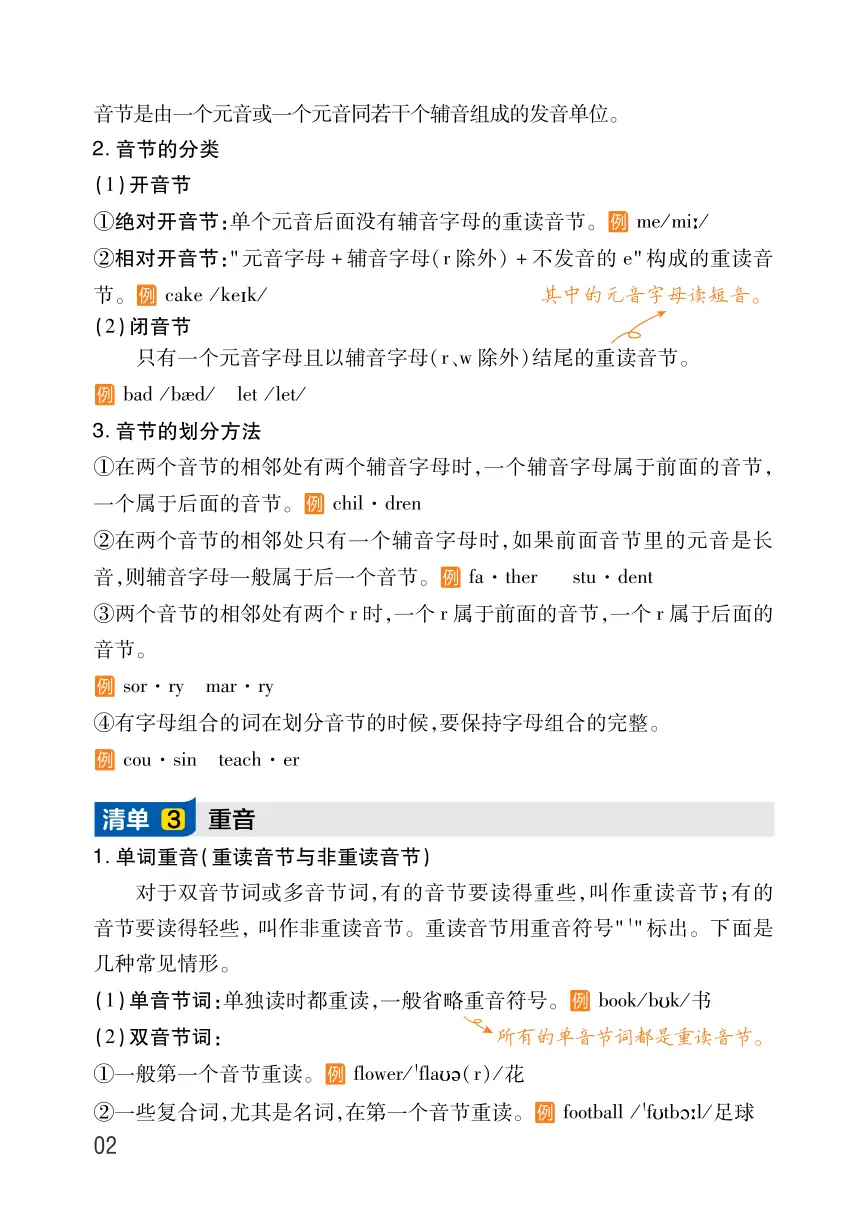 音节是由一个元音或一个元音同若干个辅音组成的发音单位。
2. 音节的分类
(1)开音节
①绝对开音节:单个元音后面没有辅音字母的重读音节。例 me/miː/
②相对开音节:"元音字母+辅音字母(r除外)+不发音的e"构成的重读音
节。例 cake /keɪk/ 其中的元音字母读短音。
(2)闭音节
只有一个元音字母且以辅音字母(r、w除外)结尾的重读音节。
例 bad /bæd/ let /let/
3. 音节的划分方法
①在两个音节的相邻处有两个辅音字母时,一个辅音字母属于前面的音节,
一个属于后面的音节。例 chil·dren
②在两个音节的相邻处只有一个辅音字母时,如果前面音节里的元音是长
音,则辅音字母一般属于后一个音节。例 fa·ther stu·dent
③两个音节的相邻处有两个r时,一个r属于前面的音节,一个r属于后面的
音节。
例 sor·ry mar·ry
④有字母组合的词在划分音节的时候,要保持字母组合的完整。
例 cou·sin teach·er
清单 3 重音
1. 单词重音(重读音节与非重读音节)
对于双音节词或多音节词,有的音节要读得重些,叫作重读音节;有的
音节要读得轻些,叫作非重读音节。重读音节用重音符号"ˈ"标出。下面是
几种常见情形。
(1)单音节词:单独读时都重读,一般省略重音符号。例 book/bʊk/书
(2)双音节词: 所有的单音节词都是重读音节。
①一般第一个音节重读。例 flower/ˈflaʊə(r)/花
②一些复合词,尤其是名词,在第一个音节重读。例 football /ˈfʊtbɔːl/足球
02